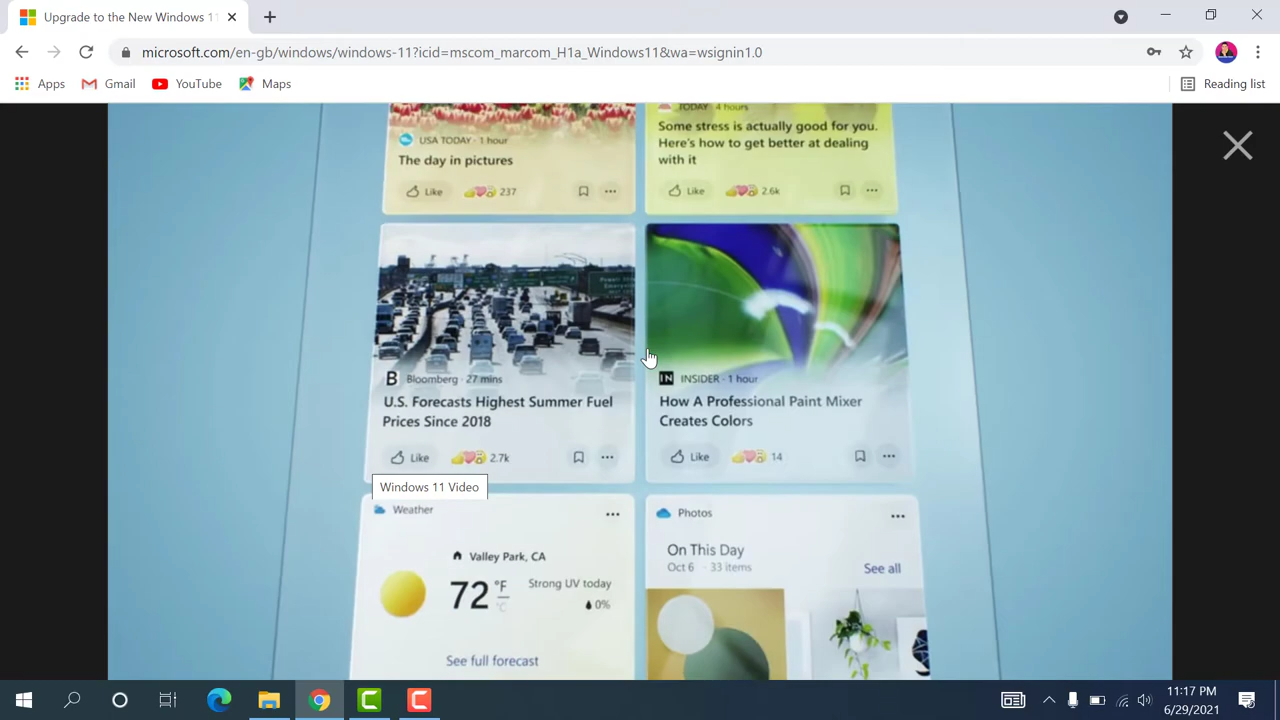 Upgrade to the New Windows 11
microsoft.com/en-gb/windows/windows-11?icid=mscom_marcom_H1a_Windows11&wa=wsignin1.0
Apps
Gmail
YouTube
Maps
Reading list
USA TODAY · 1 hour
The day in pictures
Like
237
TODAY · 4 hours
Some stress is actually good for you.
Here's how to get better at dealing
with it
Like
2.6k
B Bloomberg · 27 mins
U.S. Forecasts Highest Summer Fuel
Prices Since 2018
Like
2.7k
IN INSIDER · 1 hour
How A Professional Paint Mixer
Creates Colors
Like
14
Windows 11 Video
Weather
Valley Park, CA
72 °F
°C
Strong UV today
0%
See full forecast
Photos
On This Day
Oct 6 · 33 items
See all
11:17 PM
6/29/2021